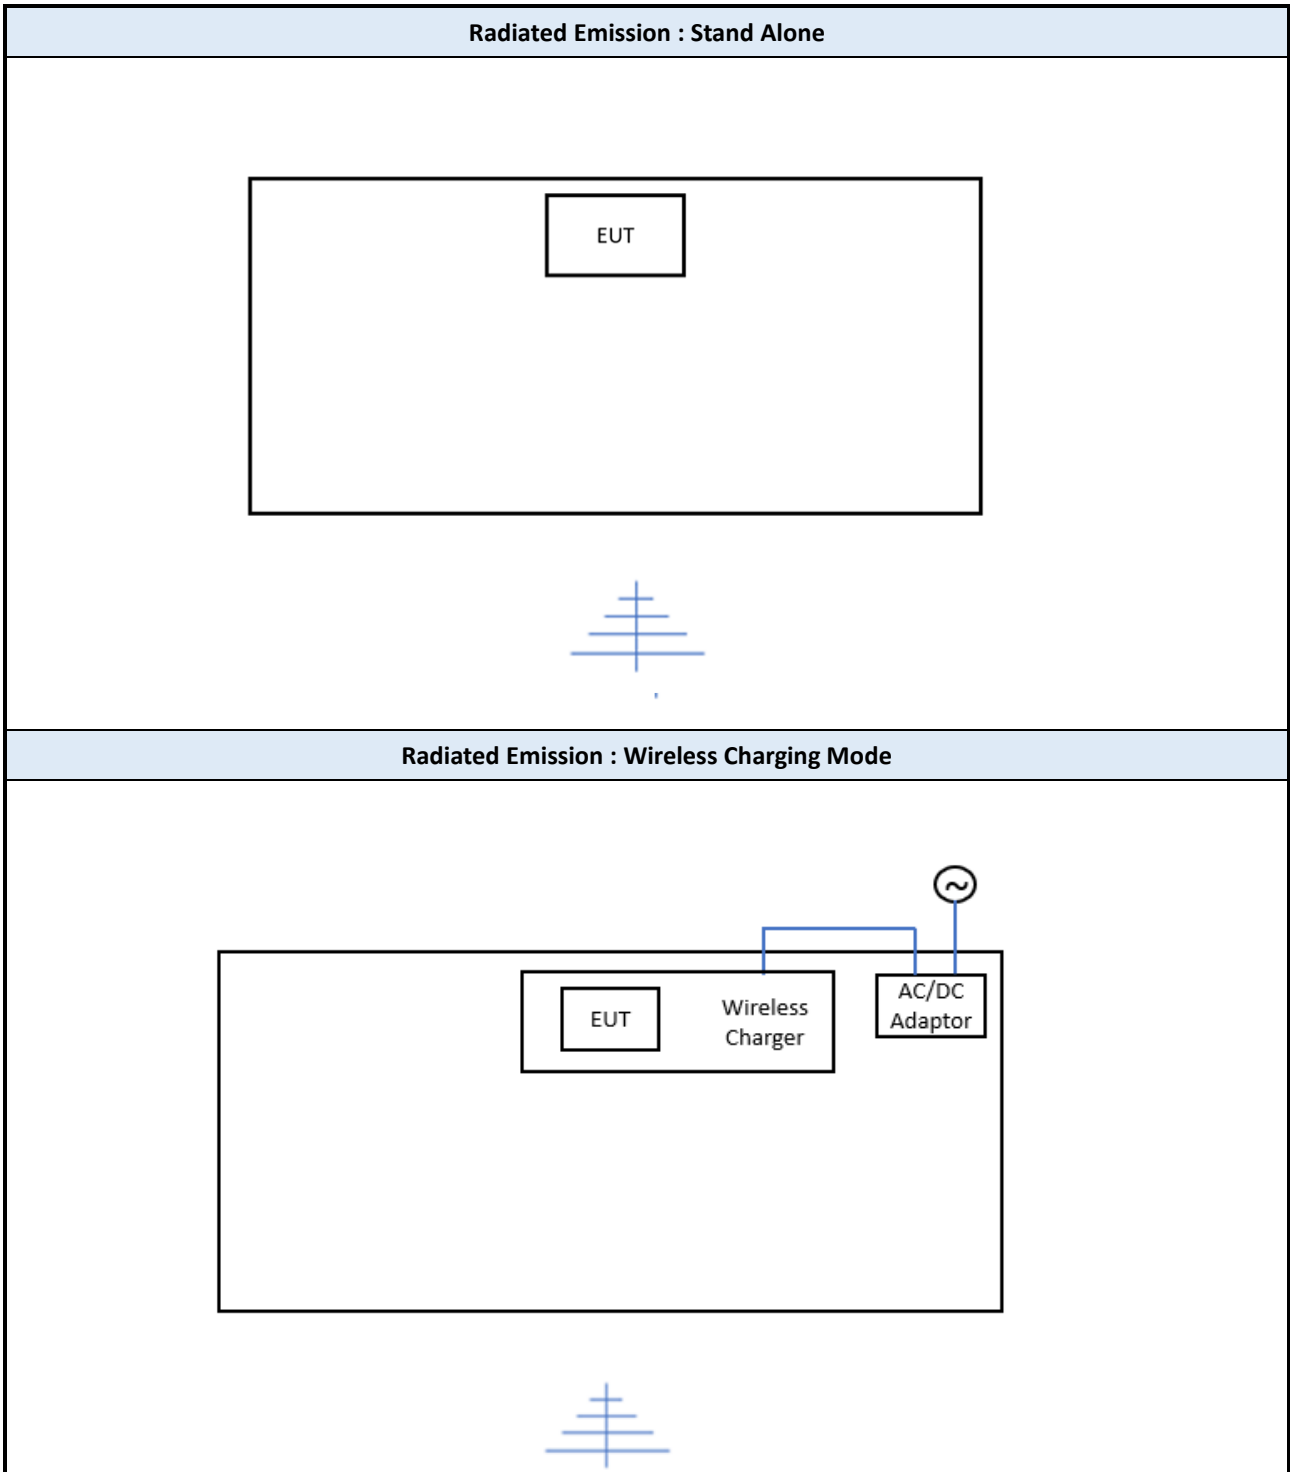 Radiated Emission : Stand Alone
EUT
Radiated Emission : Wireless Charging Mode
~
EUT
Wireless
Charger
AC/DC
Adaptor